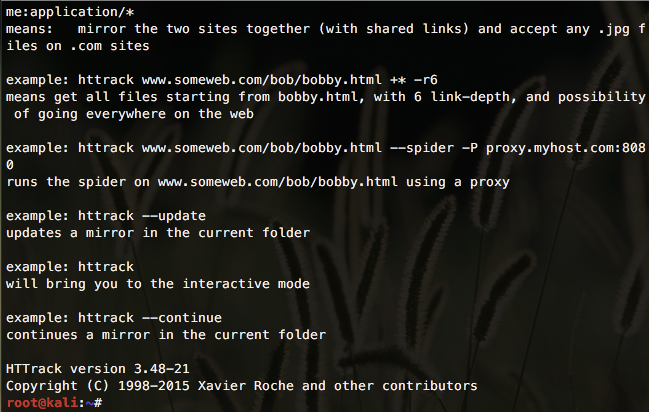 me:application/*
means:   mirror the two sites together (with shared links) and accept any .jpg f
iles on .com sites
example: httrack www.someweb.com/bob/bobby.html +* -r6
means get all files starting from bobby.html, with 6 link-depth, and possibility
 of going everywhere on the web
example: httrack www.someweb.com/bob/bobby.html --spider -P proxy.myhost.com:808
0
runs the spider on www.someweb.com/bob/bobby.html using a proxy
example: httrack --update
updates a mirror in the current folder
example: httrack
will bring you to the interactive mode
example: httrack --continue
continues a mirror in the current folder
HTTrack version 3.48-21
Copyright (C) 1998-2015 Xavier Roche and other contributors
root@kali:~#